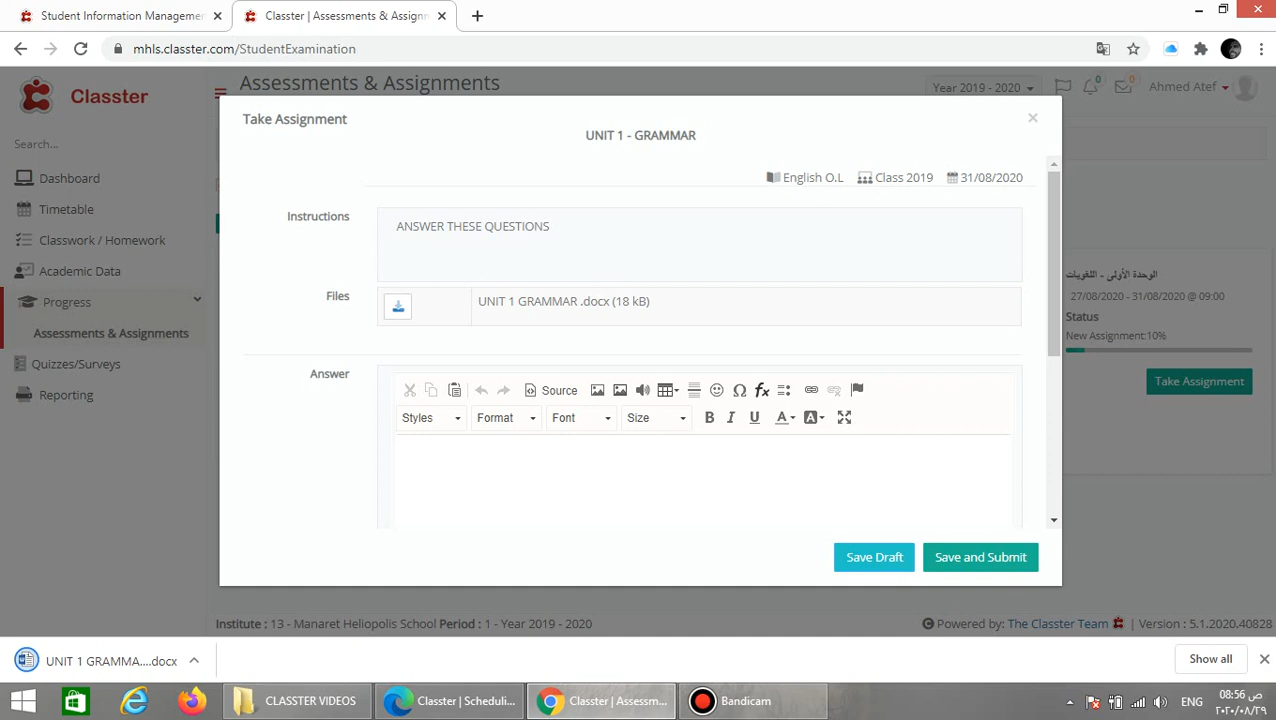 Student Information Managemen
Classter | Assessments & Assignm
mhls.classter.com/StudentExamination
Classter
Assessments & Assignments
Year 2019 - 2020
0
0
Ahmed Atef
Search...
Dashboard
Timetable
Classwork / Homework
Academic Data
Progress
Assessments & Assignments
Quizzes/Surveys
Reporting
Take Assignment
UNIT 1 - GRAMMAR
English O.L
Class 2019
31/08/2020
Instructions
ANSWER THESE QUESTIONS
Files
UNIT 1 GRAMMAR .docx (18 kB)
Answer
Source
Styles
Format
Font
Size
B I U A A
Save Draft
Save and Submit
الوحدة الأولى - اللغويات
27/08/2020 - 31/08/2020 @ 09:00
Status
New Assignment:10%
Take Assignment
Institute : 13 - Manaret Heliopolis School Period : 1 - Year 2019 - 2020
Powered by: The Classter Team | Version : 5.1.2020.40828
UNIT 1 GRAMMA....docx
Show all
CLASSTER VIDEOS
Classter | Scheduli...
Classter | Assessm...
Bandicam
ENG
08:56 ص
٢٠٢٠/٠٨/٢٩